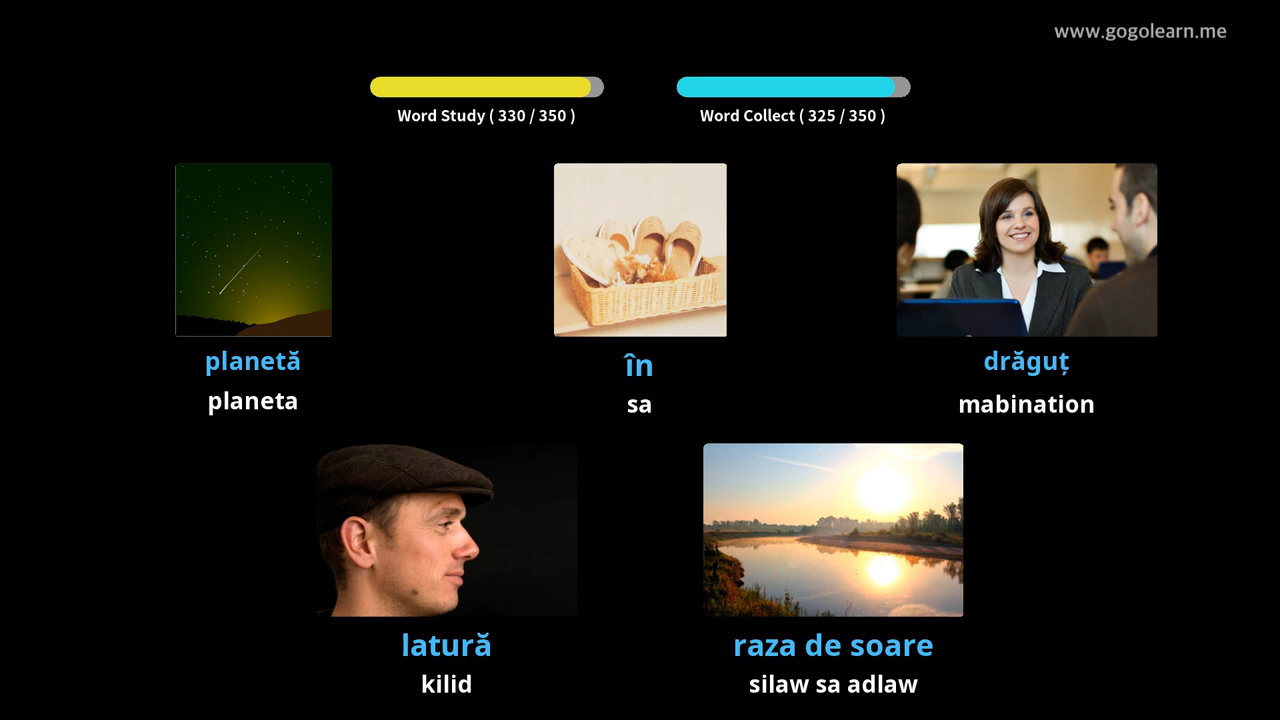 www.gogolearn.me
Word Study ( 330 / 350 )
Word Collect ( 325 / 350 )
planetă
planeta
în
sa
drăguț
mabination
latură
kilid
raza de soare
silaw sa adlaw